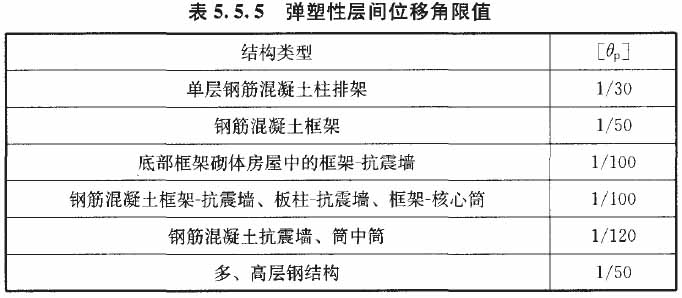 表 5.5.5 弹塑性层间位移角限值
结构类型 [θp]
单层钢筋混凝土柱排架 1/30
钢筋混凝土框架 1/50
底部框架砌体房屋中的框架-抗震墙 1/100
钢筋混凝土框架-抗震墙、板柱-抗震墙、框架-核心筒 1/100
钢筋混凝土抗震墙、筒中筒 1/120
多、高层钢结构 1/50